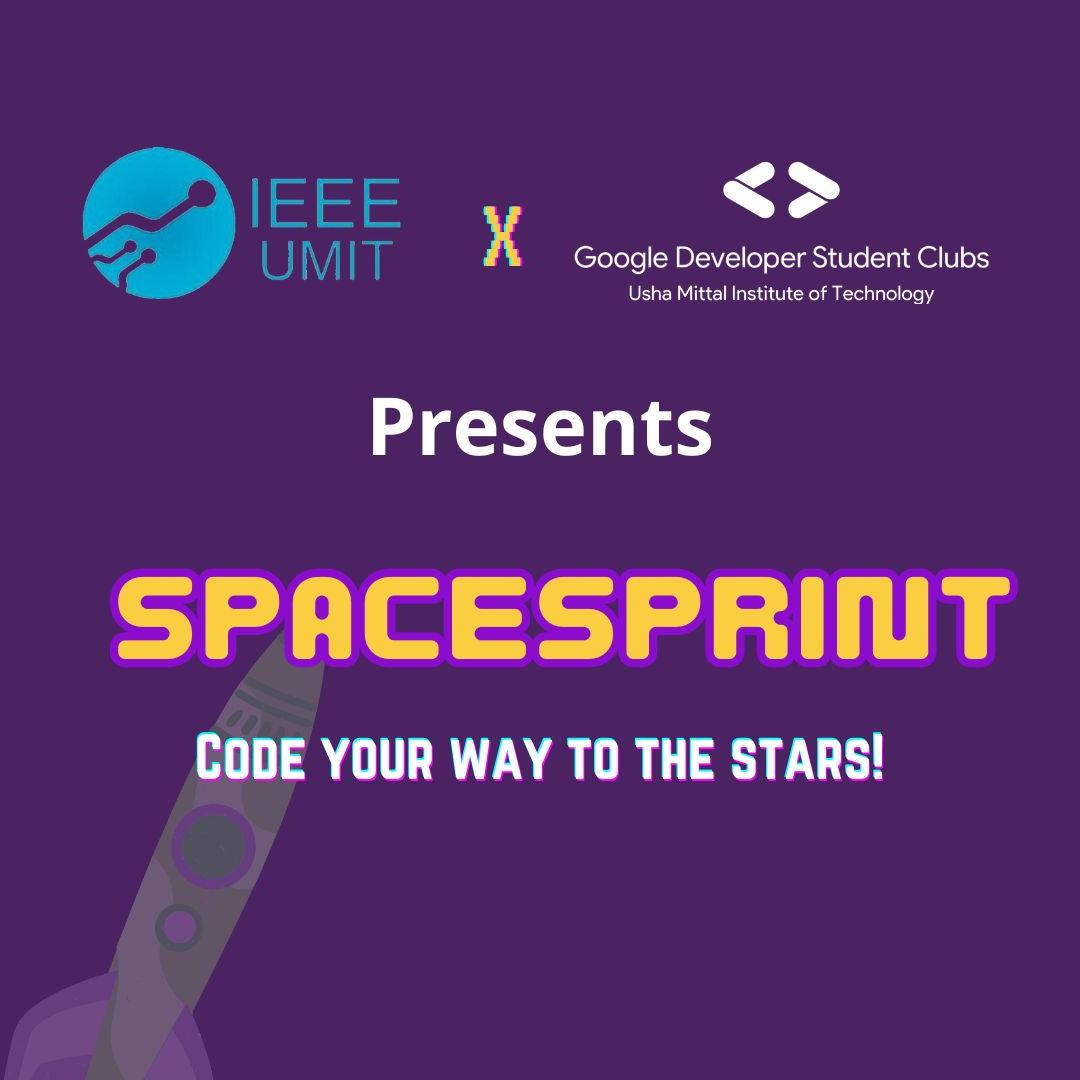 IEEE
UMIT
X
Google Developer Student Clubs
Usha Mittal Institute of Technology
Presents
SPACESPRINT
CODE YOUR WAY TO THE STARS!